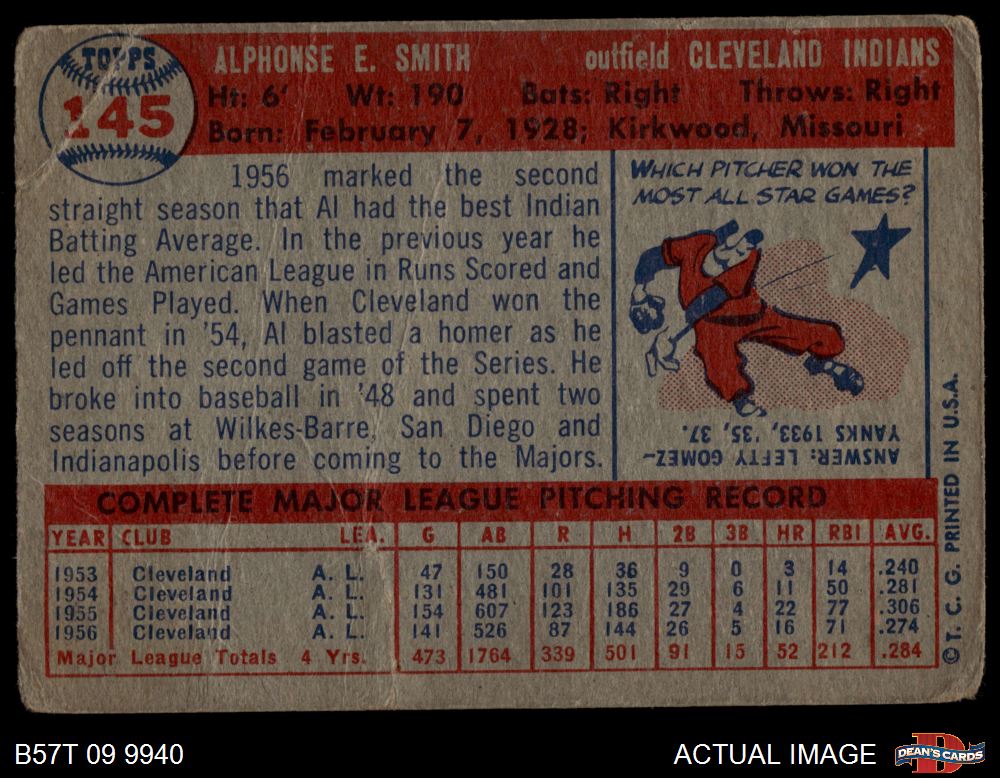 TOPPS
145
ALPHONSE E. SMITH outfield CLEVELAND INDIANS
Ht: 6' Wt: 190 Bats: Right Throws: Right
Born: February 7, 1928; Kirkwood, Missouri
1956 marked the second
straight season that Al had the best Indian
Batting Average. In the previous year he
led the American League in Runs Scored and
Games Played. When Cleveland won the
pennant in '54, Al blasted a homer as he
led off the second game of the Series. He
broke into baseball in '48 and spent two
seasons at Wilkes-Barre, San Diego and
Indianapolis before coming to the Majors.
WHICH PITCHER WON THE
MOST ALL STAR GAMES?
ANSWER: LEFTY GOMEZ-
YANKS 1933, '35, '37.
COMPLETE MAJOR LEAGUE PITCHING RECORD
YEAR CLUB LEA. G AB R H 2B 3B HR RBI AVG.
1953 Cleveland A. L. 47 150 28 36 9 0 3 14 .240
1954 Cleveland A. L. 131 481 101 135 29 6 11 50 .281
1955 Cleveland A. L. 154 607 123 186 27 4 22 77 .306
1956 Cleveland A. L. 141 526 87 144 26 5 16 71 .274
Major League Totals 4 Yrs. 473 1764 339 501 91 15 52 212 .284
© T. C. G. PRINTED IN U.S.A.
B57T 09 9940
ACTUAL IMAGE
DEAN'S CARDS